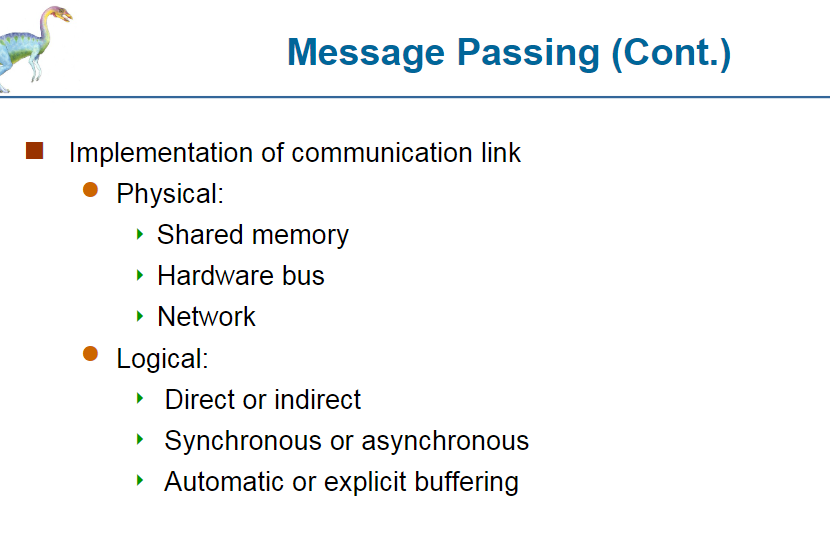 Message Passing (Cont.)
Implementation of communication link
Physical:
Shared memory
Hardware bus
Network
Logical:
Direct or indirect
Synchronous or asynchronous
Automatic or explicit buffering